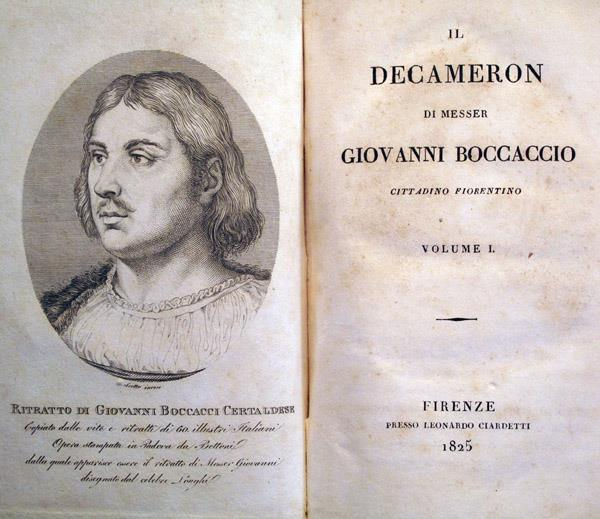 G. Scotto incise
RITRATTO DI GIOVANNI BOCCACCI CERTALDESE
Copiato dalle vite e ritratti di 60 illustri Italiani
Opera stampata in Padova da Bettoni
dalla quale apparisce essere il ritratto di Messer Giovanni
disegnato dal celebre Longhi
IL
DECAMERON
DI MESSER
GIOVANNI BOCCACCIO
CITTADINO FIORENTINO
VOLUME I.
FIRENZE
PRESSO LEONARDO CIARDETTI
1825